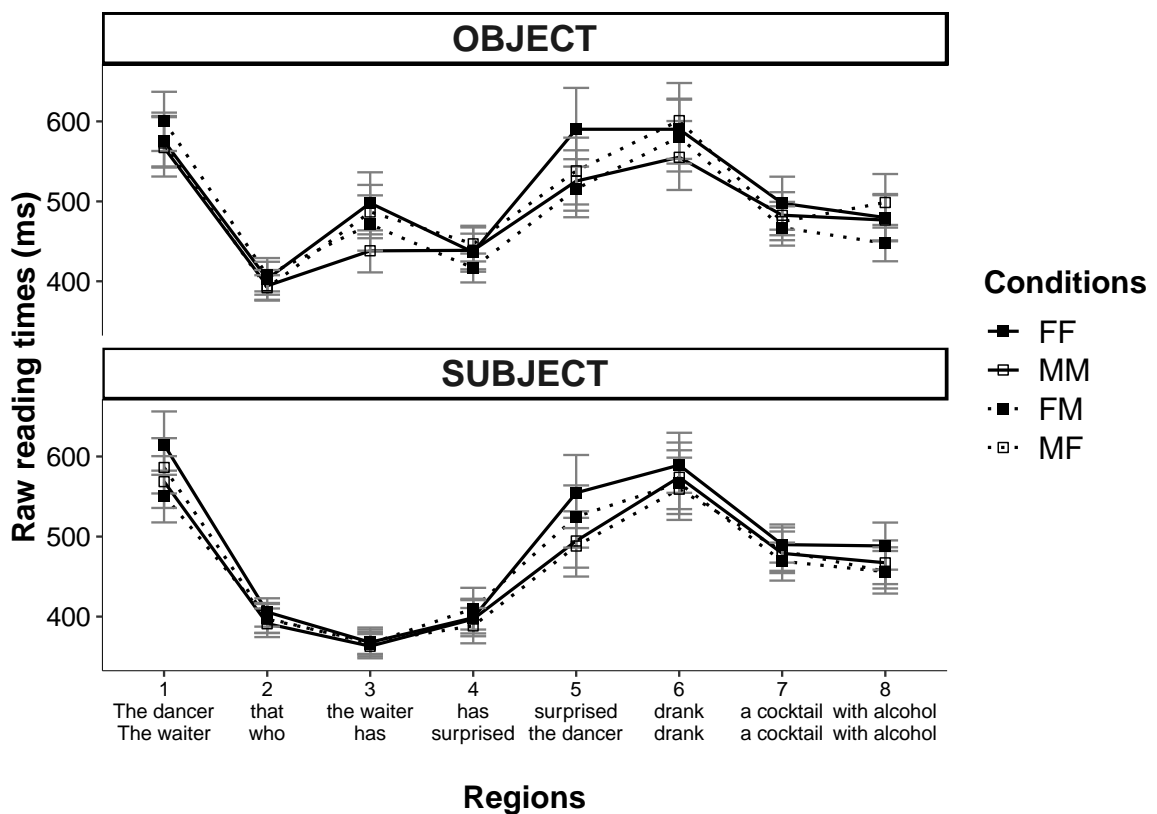 OBJECT
600
500
400
Raw reading times (ms)
SUBJECT
600
500
400
1 2 3 4 5 6 7 8
The dancer that the waiter has surprised drank a cocktail with alcohol
The waiter who has surprised the dancer drank a cocktail with alcohol
Regions
Conditions
FF
MM
FM
MF